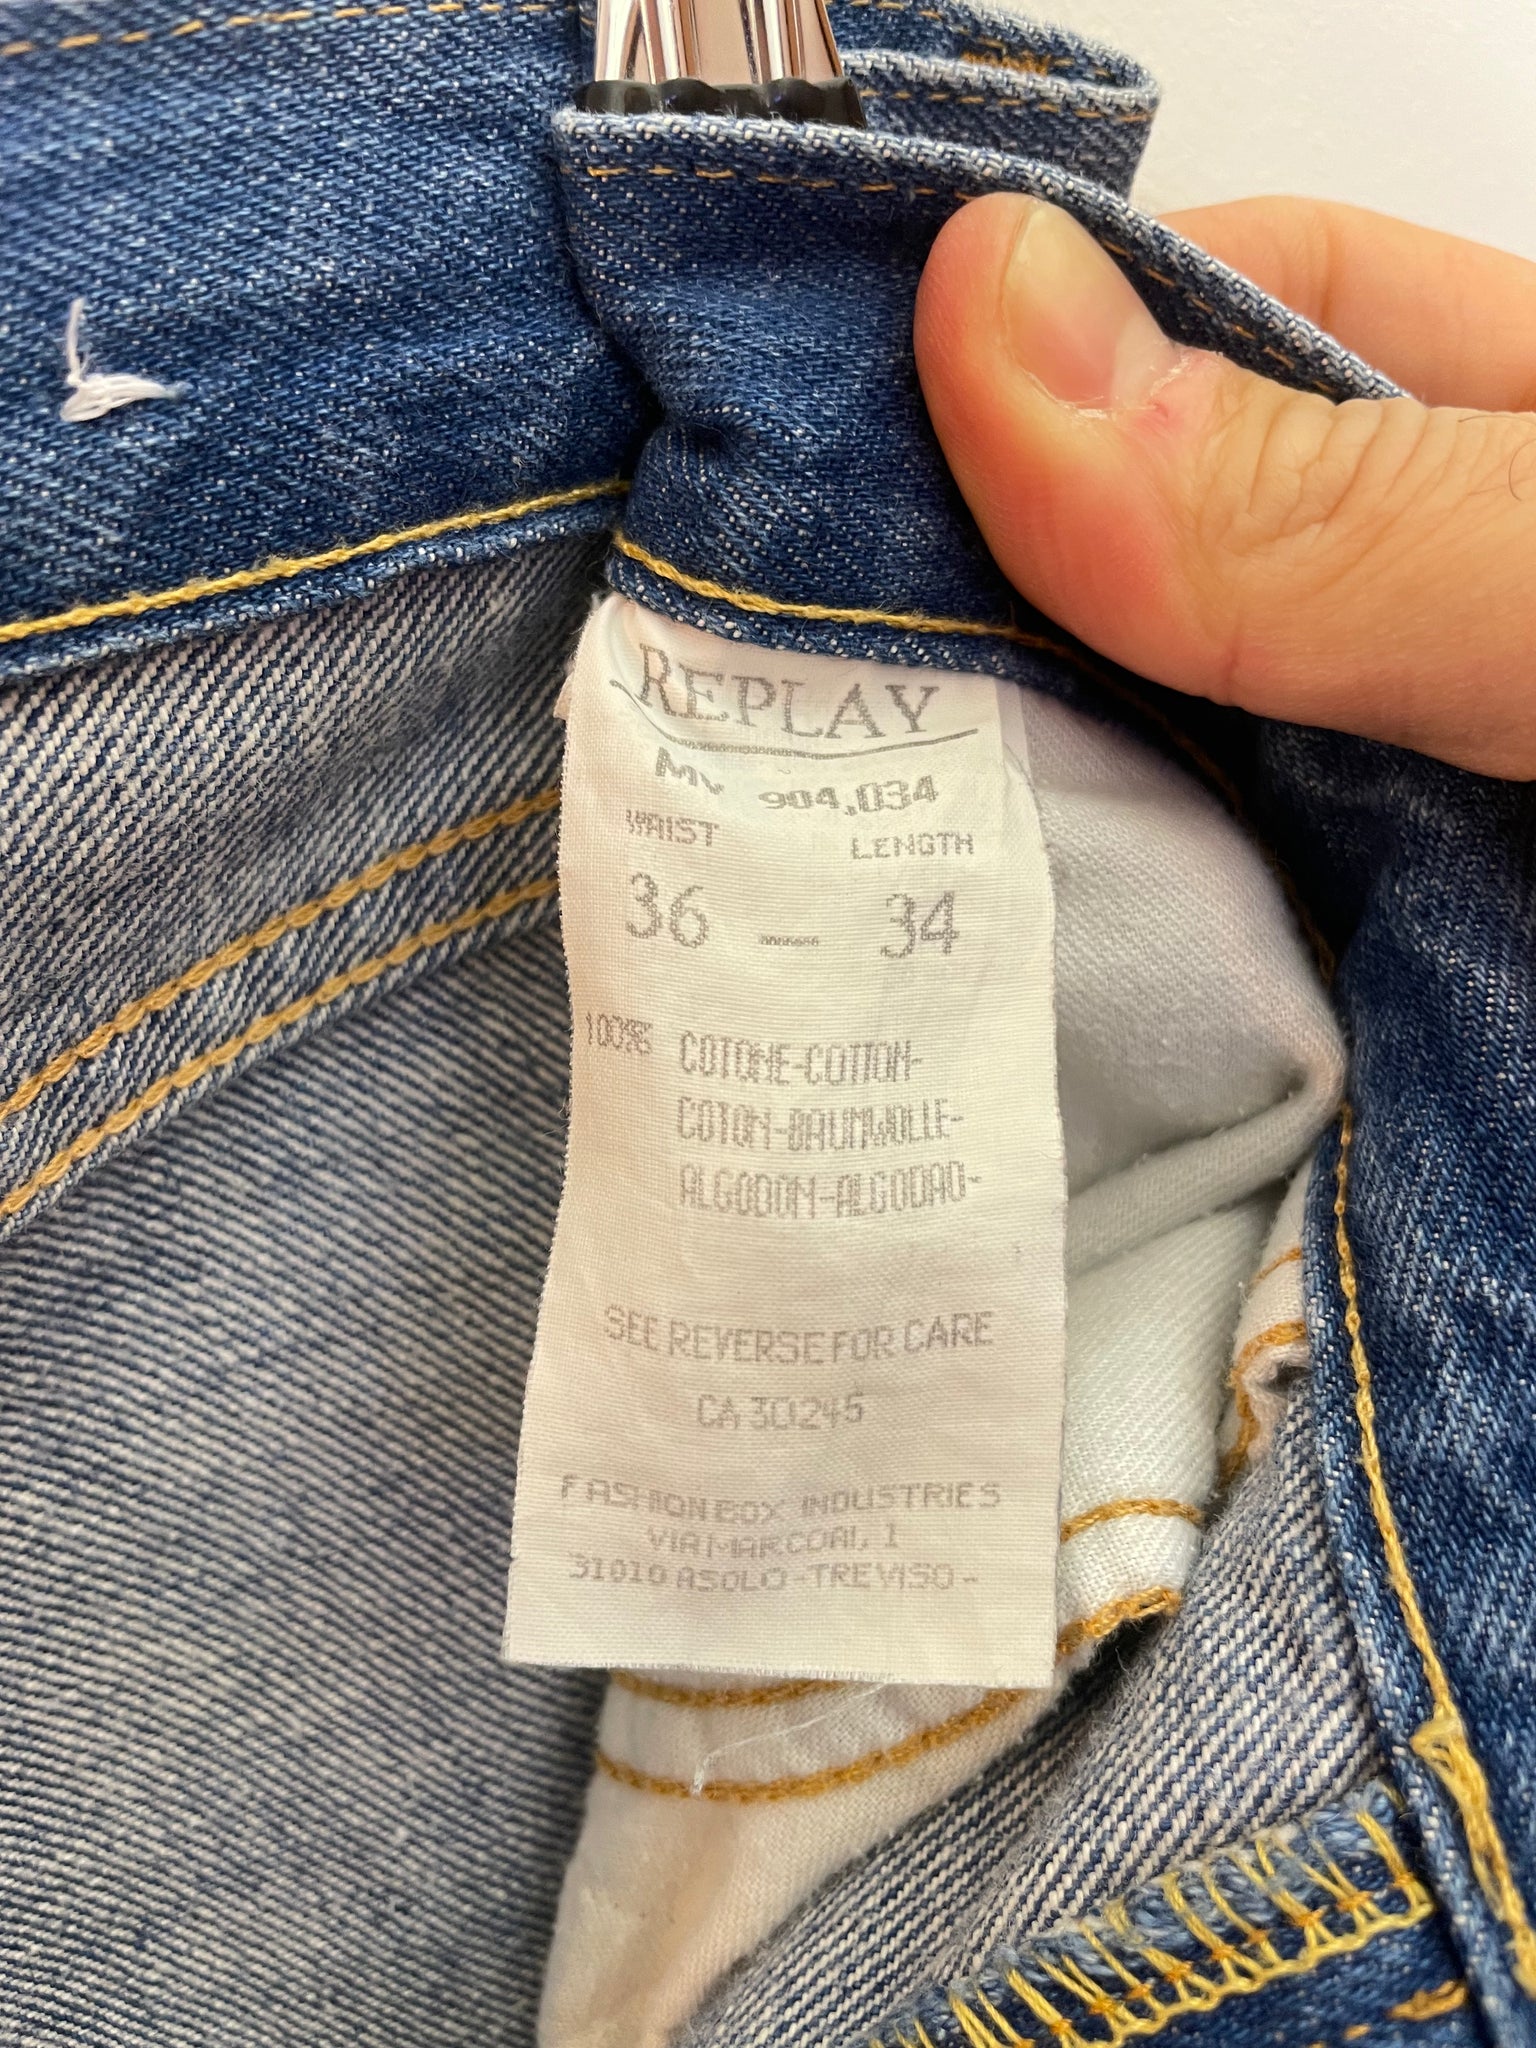 REPLAY
MV 904.034
WAIST LENGTH
36 — 34
100% COTONE-COTTON-
COTON-BAUMWOLLE-
ALGODON-ALGODAO-
SEE REVERSE FOR CARE
CA 30245
FASHION BOX INDUSTRIES
VIA MARCONI, 1
31010 ASOLO -TREVISO-